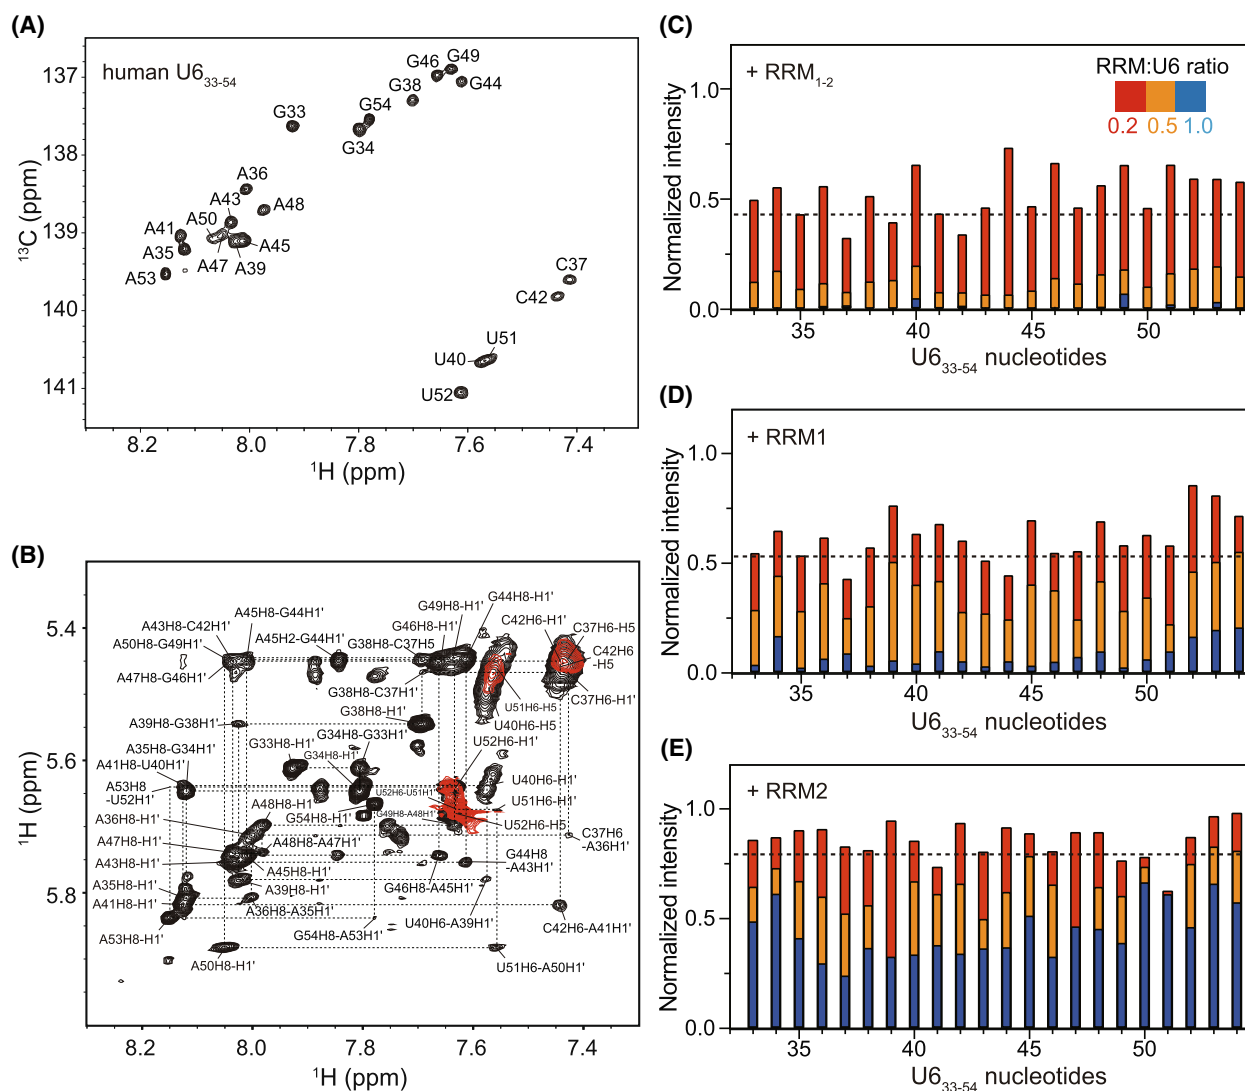 (A)
human U6₃₃₋₅₄
137
138
139
140
141
¹³C (ppm)
8.2
8.0
7.8
7.6
7.4
¹H (ppm)
G46
G49
G38
G44
G54
G33
G34
A36
A43
A48
A41
A50
A35
A47
A45
A39
A53
C37
C42
U51
U40
U52
(B)
5.4
5.6
5.8
¹H (ppm)
8.2
8.0
7.8
7.6
7.4
¹H (ppm)
A43H8-C42H1'
A45H8-G44H1'
A50H8-G49H1'
A45H2-G44H1'
A47H8-G46H1'
G38H8-C37H5
G46H8-H1'
G49H8-H1'
G44H8-H1'
C42H6-H1'
C37H6-H5
C42H6
-H5
G38H8-C37H1'
C37H6-H1'
U51H6-H5
U40H6-H5
A39H8-G38H1'
G38H8-H1'
A35H8-G34H1'
G33H8-H1'
G34H8-G33H1'
G34H8-H1'
U52H6-H1'
A41H8-U40H1'
A53H8
-U52H1'
U40H6-H1'
U52H6-U51H1'
U51H6-H1'
A48H8-H1'
G54H8-H1'
G49H8-A48H1'
U52H6-H5
A36H8-H1'
A47H8-H1'
A48H8-A47H1'
C37H6
-A36H1'
A43H8-H1'
A45H8-H1'
G44H8
-A43H1'
A35H8-H1'
A39H8-H1'
G46H8-A45H1'
A41H8-H1'
A36H8-A35H1'
U40H6-A39H1'
C42H6-A41H1'
A53H8-H1'
G54H8-A53H1'
A50H8-H1'
U51H6-A50H1'
(C)
+ RRM₁₋₂
RRM:U6 ratio
0.2 0.5 1.0
1.0
0.5
0.0
Normalized intensity
35
40
45
50
U6₃₃₋₅₄ nucleotides
(D)
+ RRM1
1.0
0.5
0.0
Normalized intensity
35
40
45
50
U6₃₃₋₅₄ nucleotides
(E)
+ RRM2
1.0
0.5
0.0
Normalized intensity
35
40
45
50
U6₃₃₋₅₄ nucleotides